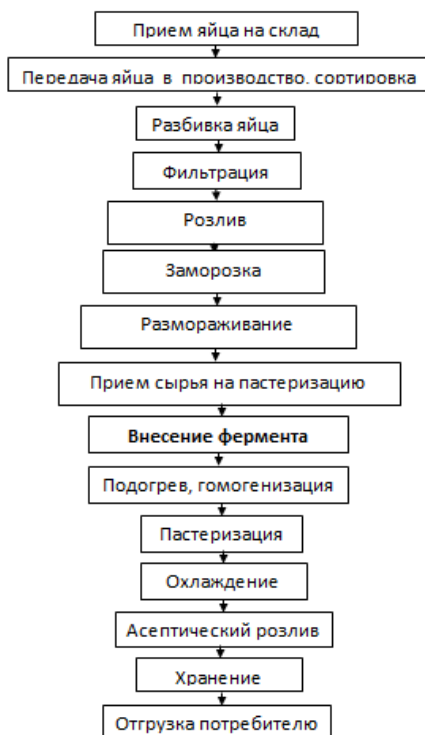 Прием яйца на склад
Передача яйца в производство, сортировка
Разбивка яйца
Фильтрация
Розлив
Заморозка
Размораживание
Прием сырья на пастеризацию
Внесение фермента
Подогрев, гомогенизация
Пастеризация
Охлаждение
Асептический розлив
Хранение
Отгрузка потребителю